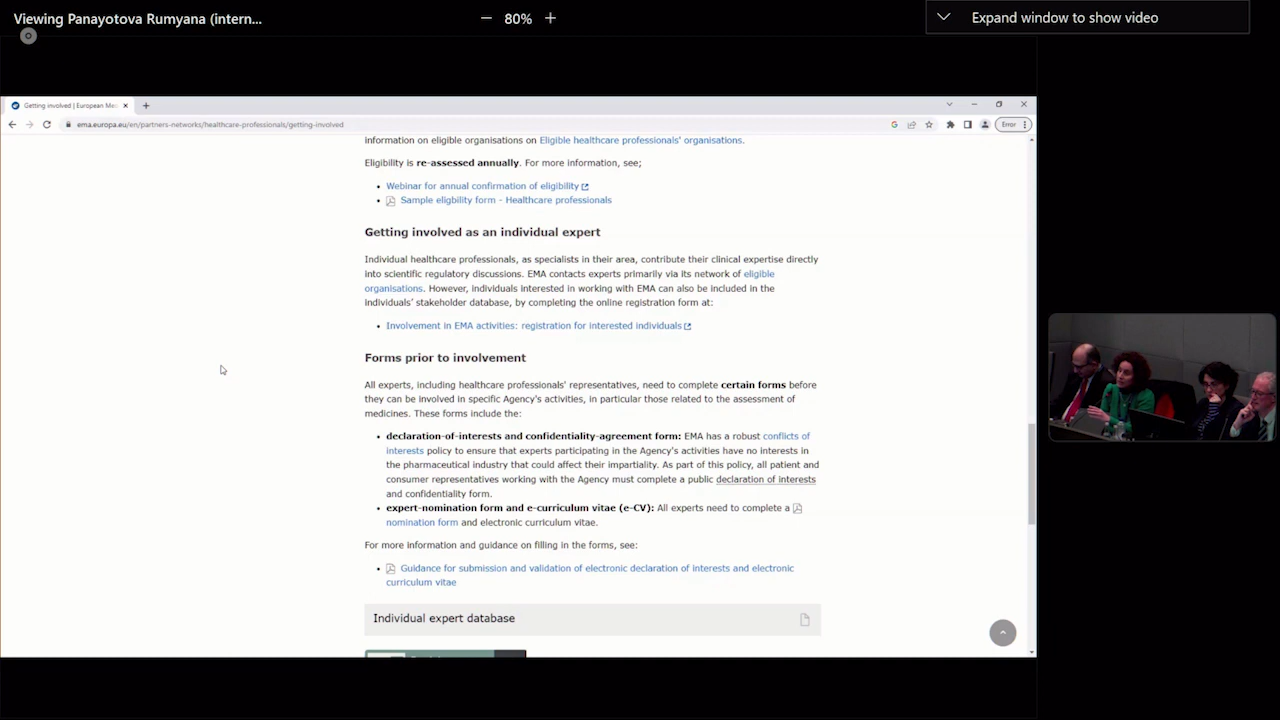 Viewing Panayotova Rumyana (intern...
80%
Expand window to show video
Getting involved | European Me
ema.europa.eu/en/partners-networks/healthcare-professionals/getting-involved
Error
information on eligible organisations on Eligible healthcare professionals' organisations.
Eligibility is re-assessed annually. For more information, see;
Webinar for annual confirmation of eligibility
Sample eligbility form - Healthcare professionals
Getting involved as an individual expert
Individual healthcare professionals, as specialists in their area, contribute their clinical expertise directly
into scientific regulatory discussions. EMA contacts experts primarily via its network of eligible
organisations. However, individuals interested in working with EMA can also be included in the
individuals' stakeholder database, by completing the online registration form at:
Involvement in EMA activities: registration for interested individuals
Forms prior to involvement
All experts, including healthcare professionals' representatives, need to complete certain forms before
they can be involved in specific Agency's activities, in particular those related to the assessment of
medicines. These forms include the:
declaration-of-interests and confidentiality-agreement form: EMA has a robust conflicts of
interests policy to ensure that experts participating in the Agency's activities have no interests in
the pharmaceutical industry that could affect their impartiality. As part of this policy, all patient and
consumer representatives working with the Agency must complete a public declaration of interests
and confidentiality form.
expert-nomination form and e-curriculum vitae (e-CV): All experts need to complete a
nomination form and electronic curriculum vitae.
For more information and guidance on filling in the forms, see:
Guidance for submission and validation of electronic declaration of interests and electronic
curriculum vitae
Individual expert database